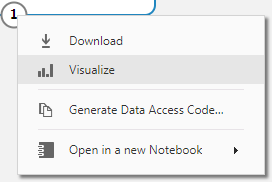 1
Download
Visualize
Generate Data Access Code...
Open in a new Notebook